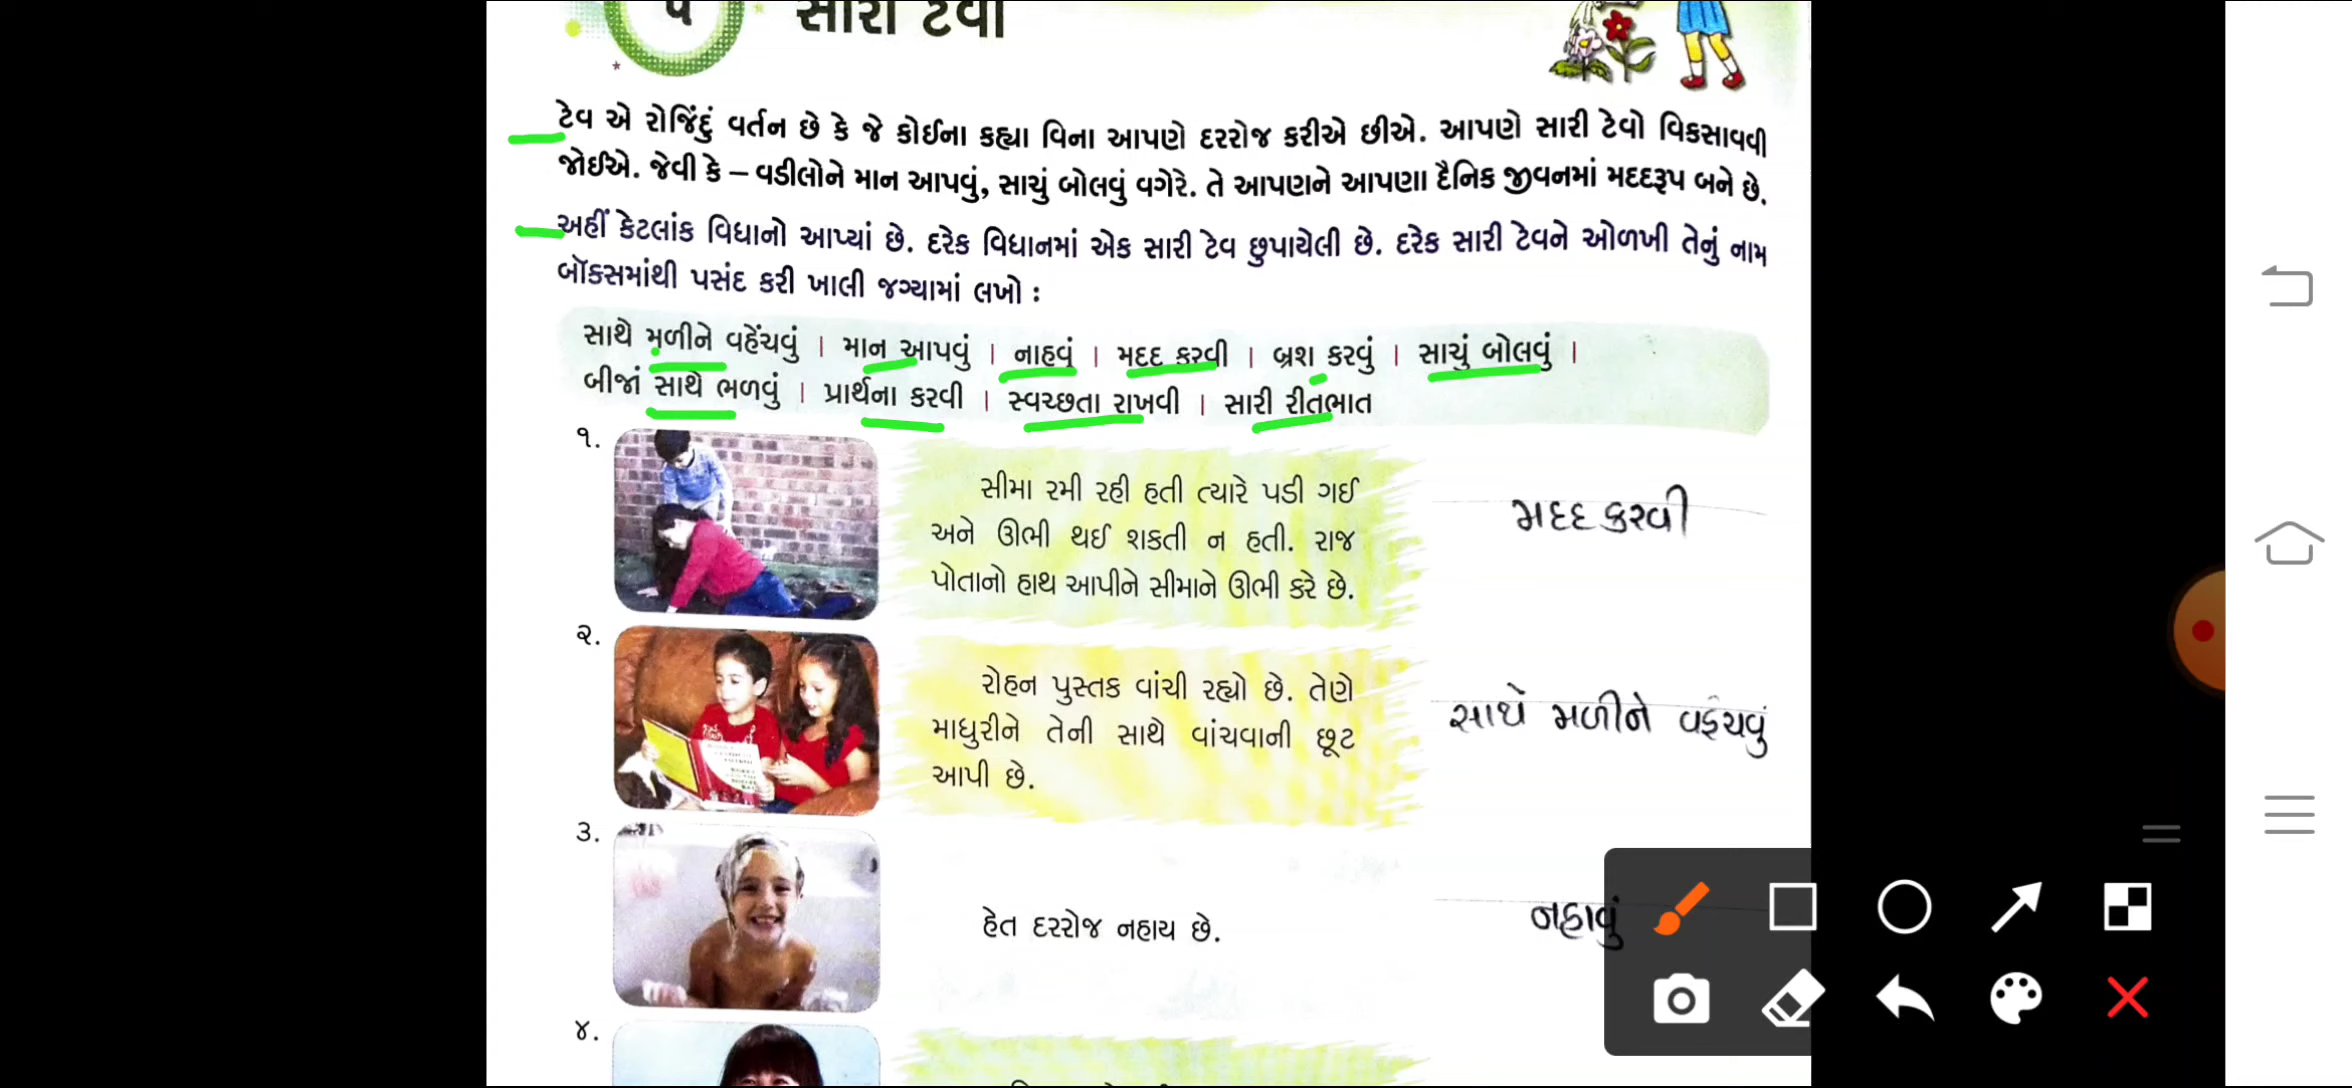 ૫ સારી ટેવો
ટેવ એ રોજિંદું વર્તન છે કે જે કોઈના કહ્યા વિના આપણે દરરોજ કરીએ છીએ. આપણે સારી ટેવો વિકસાવવી
જોઈએ. જેવી કે – વડીલોને માન આપવું, સાચું બોલવું વગેરે. તે આપણને આપણા દૈનિક જીવનમાં મદદરૂપ બને છે.
અહીં કેટલાંક વિધાનો આપ્યાં છે. દરેક વિધાનમાં એક સારી ટેવ છુપાયેલી છે. દરેક સારી ટેવને ઓળખી તેનું નામ
બૉક્સમાંથી પસંદ કરી ખાલી જગ્યામાં લખો :
સાથે મળીને વહેંચવું | માન આપવું | નાહવું | મદદ કરવી | બ્રશ કરવું | સાચું બોલવું |
બીજાં સાથે ભળવું | પ્રાર્થના કરવી | સ્વચ્છતા રાખવી | સારી રીતભાત
૧.
સીમા રમી રહી હતી ત્યારે પડી ગઈ
અને ઊભી થઈ શકતી ન હતી. રાજ
પોતાનો હાથ આપીને સીમાને ઊભી કરે છે.
મદદ કરવી
૨.
રોહન પુસ્તક વાંચી રહ્યો છે. તેણે
માધુરીને તેની સાથે વાંચવાની છૂટ
આપી છે.
સાથે મળીને વહેંચવું
૩.
હેત દરરોજ નહાય છે.
નહાવું
૪.